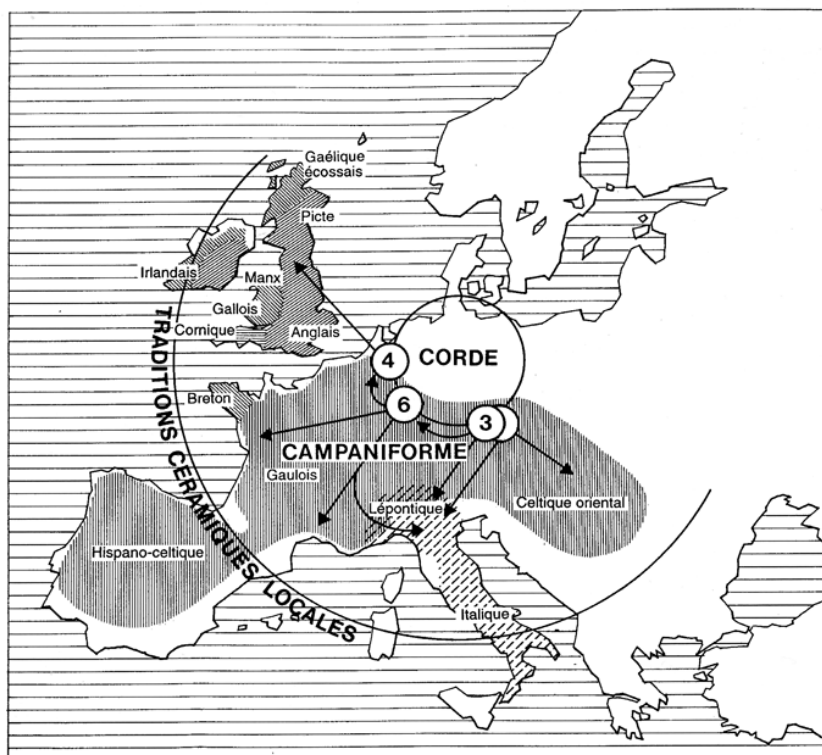 Gaélique
écossais
Picte
Irlandais
Manx
Gallois
Cornique
Anglais
TRADITIONS CERAMIQUES LOCALES
4
CORDE
Breton
6
3
CAMPANIFORME
Gaulois
Lépontique
Celtique oriental
Hispano-celtique
Italique